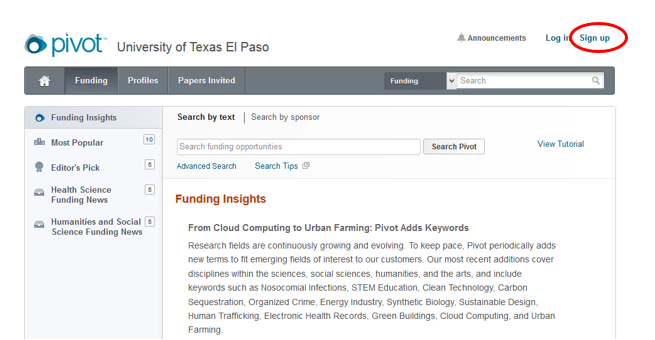 pivot University of Texas El Paso
Announcements Log in Sign up
Funding Profiles Papers Invited Funding Search
Funding Insights
Most Popular 10
Editor's Pick 5
Health Science 5
Funding News
Humanities and Social 5
Science Funding News
Search by text Search by sponsor
Search funding opportunities Search Pivot View Tutorial
Advanced Search Search Tips
Funding Insights
From Cloud Computing to Urban Farming: Pivot Adds Keywords
Research fields are continuously growing and evolving. To keep pace, Pivot periodically adds
new terms to fit emerging fields of interest to our customers. Our most recent additions cover
disciplines within the sciences, social sciences, humanities, and the arts, and include
keywords such as Nosocomial Infections, STEM Education, Clean Technology, Carbon
Sequestration, Organized Crime, Energy Industry, Synthetic Biology, Sustainable Design,
Human Trafficking, Electronic Health Records, Green Buildings, Cloud Computing, and Urban
Farming.